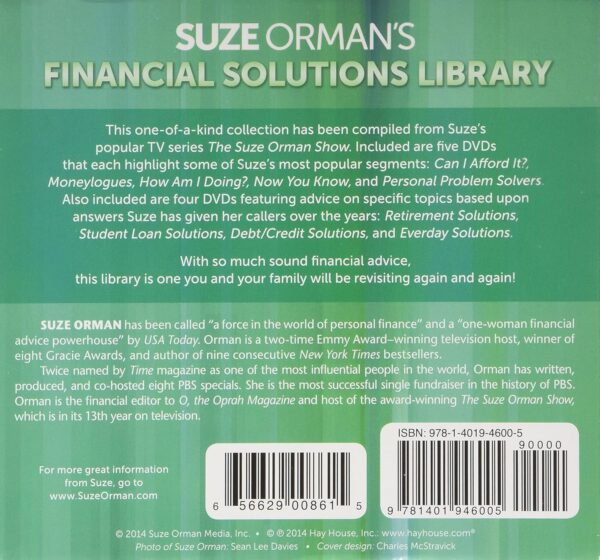 SUZE ORMAN'S
FINANCIAL SOLUTIONS LIBRARY
This one-of-a-kind collection has been compiled from Suze's
popular TV series The Suze Orman Show. Included are five DVDs
that each highlight some of Suze's most popular segments: Can I Afford It?,
Moneylogues, How Am I Doing?, Now You Know, and Personal Problem Solvers.
Also included are four DVDs featuring advice on specific topics based upon
answers Suze has given her callers over the years: Retirement Solutions,
Student Loan Solutions, Debt/Credit Solutions, and Everday Solutions.
With so much sound financial advice,
this library is one you and your family will be revisiting again and again!
SUZE ORMAN has been called "a force in the world of personal finance" and a "one-woman financial
advice powerhouse" by USA Today. Orman is a two-time Emmy Award–winning television host, winner of
eight Gracie Awards, and author of nine consecutive New York Times bestsellers.
Twice named by Time magazine as one of the most influential people in the world, Orman has written,
produced, and co-hosted eight PBS specials. She is the most successful single fundraiser in the history of PBS.
Orman is the financial editor to O, the Oprah Magazine and host of the award-winning The Suze Orman Show,
which is in its 13th year on television.
For more great information
from Suze, go to
www.SuzeOrman.com
6 56629 00861 5
ISBN: 978-1-4019-4600-5
90000
9 781401 946005
© 2014 Suze Orman Media, Inc. • © ℗ 2014 Hay House, Inc.: www.hayhouse.com®
Photo of Suze Orman: Sean Lee Davies • Cover design: Charles McStravick